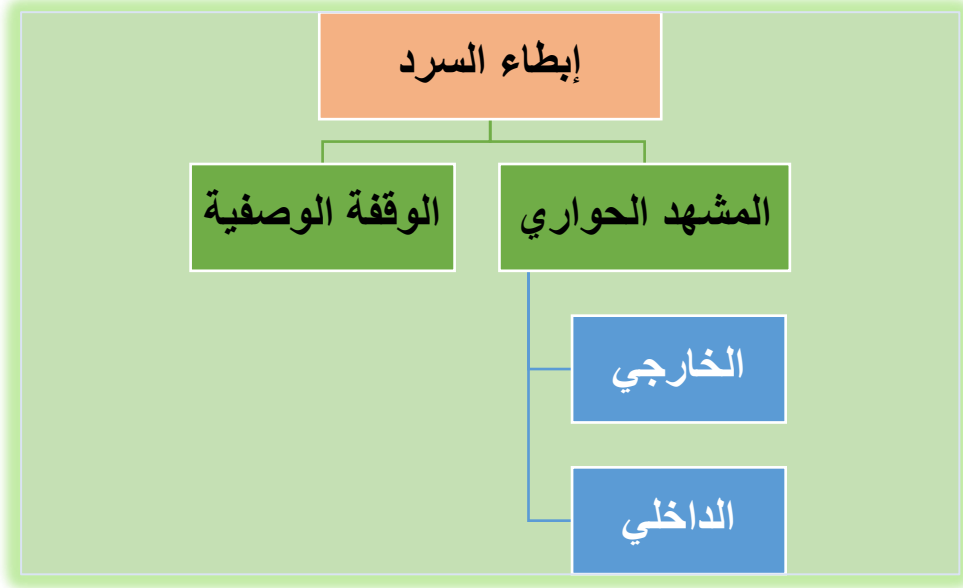 إبطاء السرد
المشهد الحواري
الوقفة الوصفية
الخارجي
الداخلي